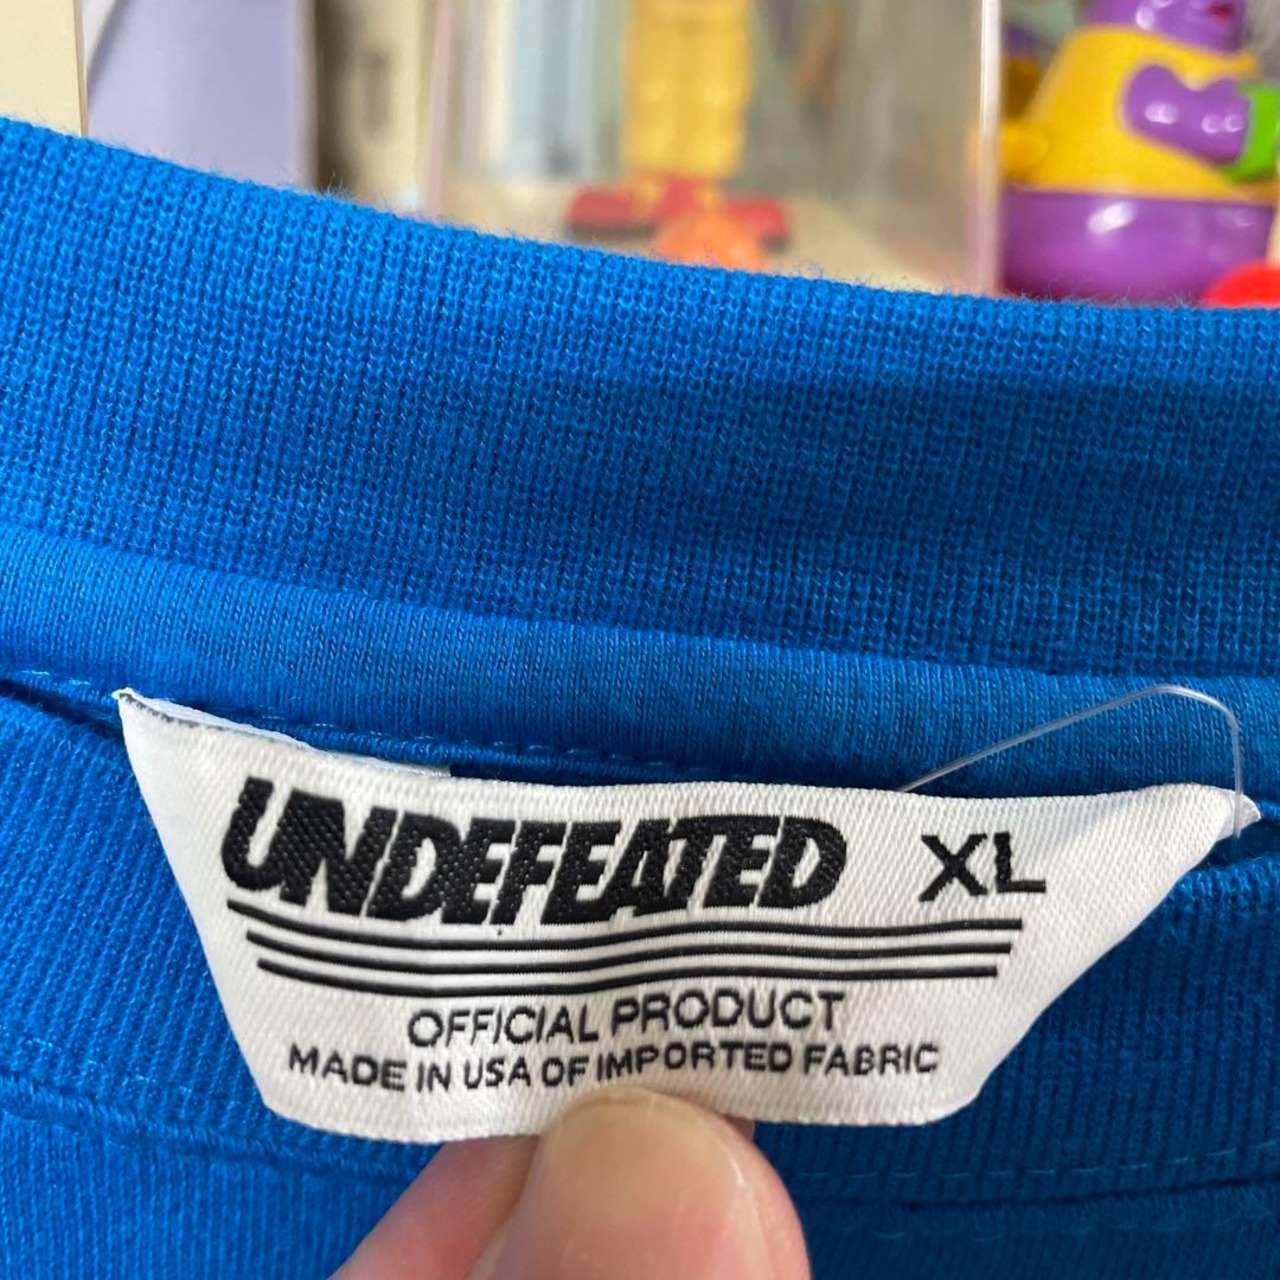 UNDEFEATED XL
OFFICIAL PRODUCT
MADE IN USA OF IMPORTED FABRIC